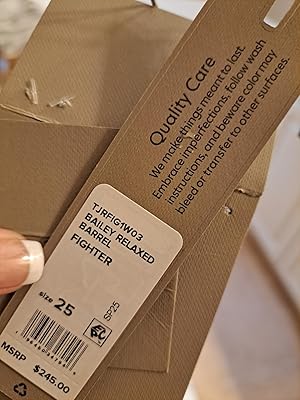 Quality Care
We make things meant to last.
Embrace imperfections, follow wash
instructions, and beware color may
bleed or transfer to other surfaces.
TJRFIG1W03
BAILEY RELAXED
BARREL
FIGHTER
size 25
SP25
MSRP $245.00